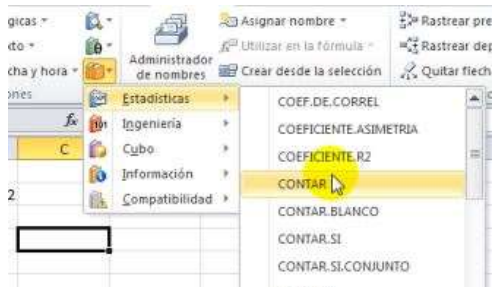 gicas
Asignar nombre
Rastrear pre
xto
Utilizar en la fórmula
Rastrear dep
cha y hora
Administrador
de nombres
Crear desde la selección
Quitar flech
ones
fx
Estadísticas
COEF.DE.CORREL
Ingeniería
COEFICIENTE.ASIMETRIA
C
Cubo
COEFICIENTE.R2
Información
CONTAR
2
Compatibilidad
CONTAR.BLANCO
CONTAR.SI
CONTAR.SI.CONJUNTO